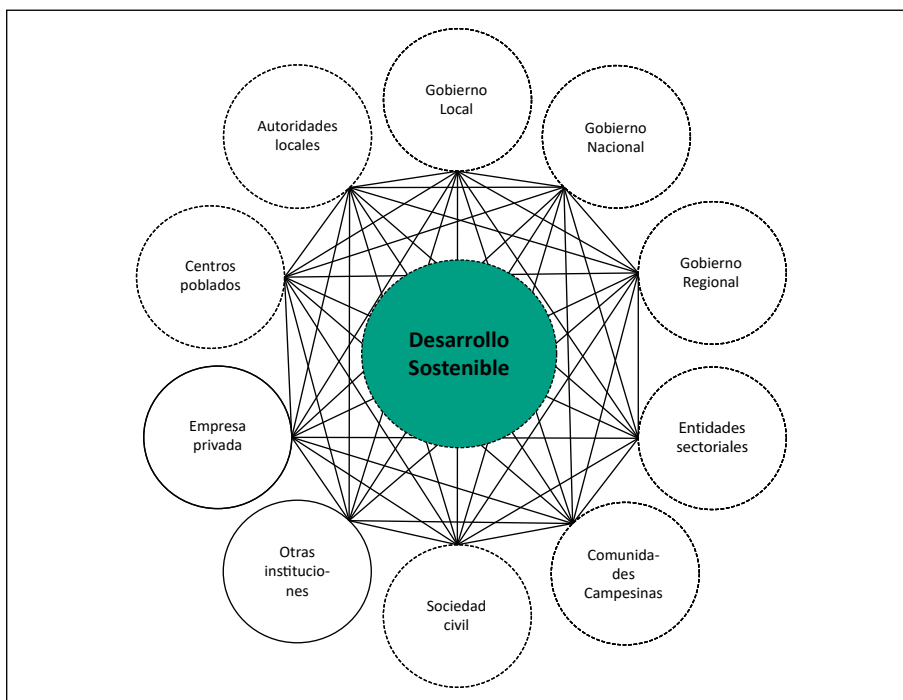 Gobierno
Local
Autoridades
locales
Gobierno
Nacional
Centros
poblados
Gobierno
Regional
Desarrollo
Sostenible
Empresa
privada
Entidades
sectoriales
Otras
institucio-
nes
Comunida-
des
Campesinas
Sociedad
civil